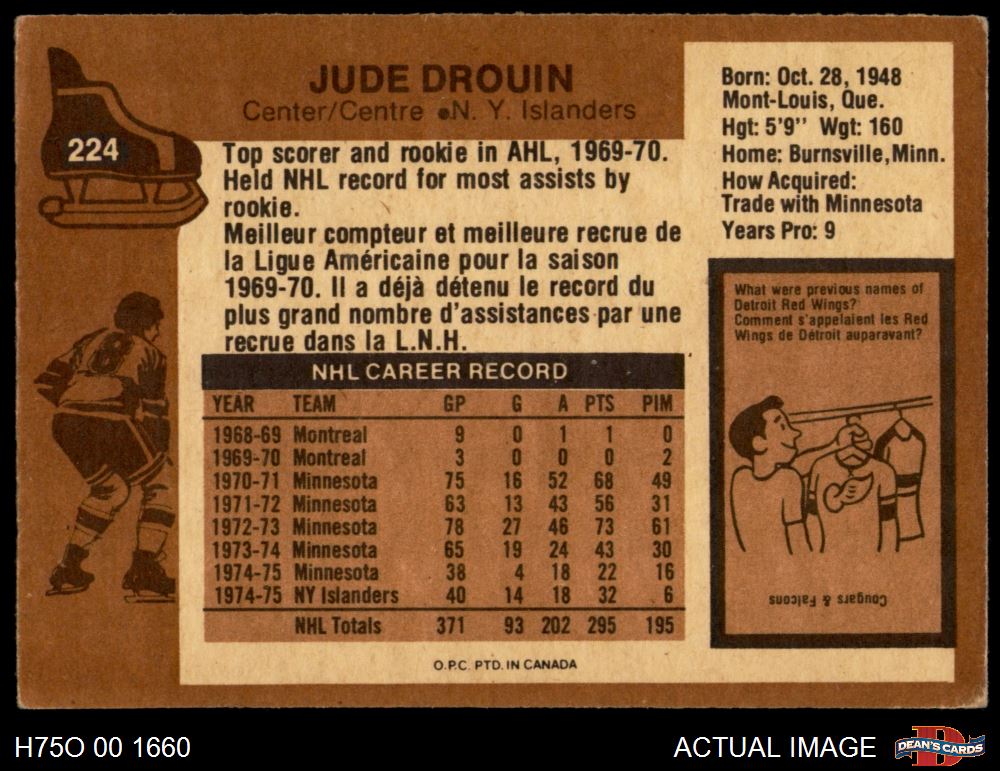 224
JUDE DROUIN
Center/Centre • N. Y. Islanders
Top scorer and rookie in AHL, 1969-70.
Held NHL record for most assists by
rookie.
Meilleur compteur et meilleure recrue de
la Ligue Américaine pour la saison
1969-70. Il a déjà détenu le record du
plus grand nombre d'assistances par une
recrue dans la L.N.H.
Born: Oct. 28, 1948
Mont-Louis, Que.
Hgt: 5'9" Wgt: 160
Home: Burnsville, Minn.
How Acquired:
Trade with Minnesota
Years Pro: 9
NHL CAREER RECORD
YEAR TEAM GP G A PTS PIM
1968-69 Montreal 9 0 1 1 0
1969-70 Montreal 3 0 0 0 2
1970-71 Minnesota 75 16 52 68 49
1971-72 Minnesota 63 13 43 56 31
1972-73 Minnesota 78 27 46 73 61
1973-74 Minnesota 65 19 24 43 30
1974-75 Minnesota 38 4 18 22 16
1974-75 NY Islanders 40 14 18 32 6
NHL Totals 371 93 202 295 195
What were previous names of
Detroit Red Wings?
Comment s'appelaient les Red
Wings de Détroit auparavant?
Cougars & Falcons
O.P.C. PTD. IN CANADA
H75O 00 1660
ACTUAL IMAGE
D
DEAN'S CARDS